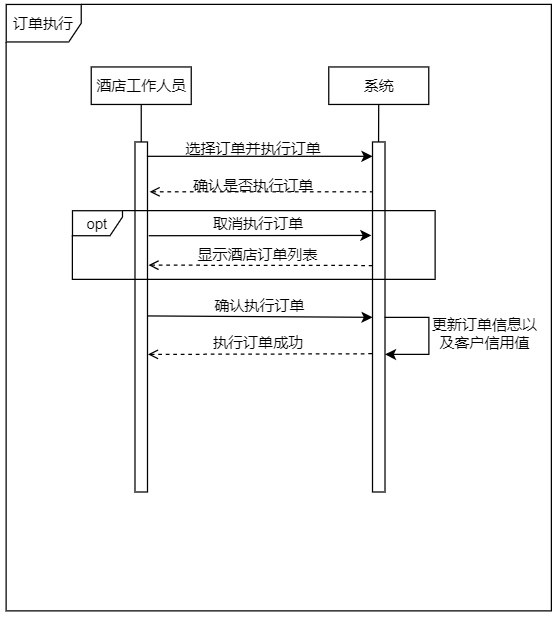 订单执行
酒店工作人员
系统
选择订单并执行订单
确认是否执行订单
opt
取消执行订单
显示酒店订单列表
确认执行订单
更新订单信息以
及客户信用值
执行订单成功